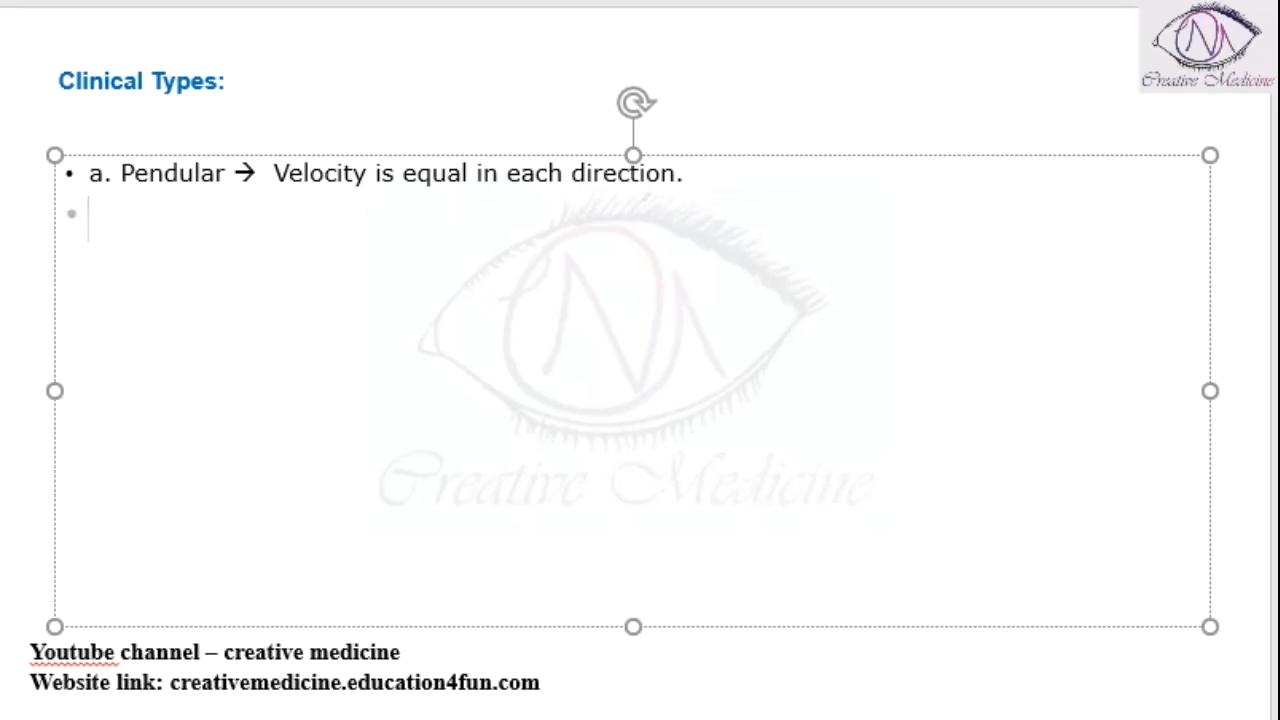 Creative Medicine
Clinical Types:
• a. Pendular → Velocity is equal in each direction.
Creative Medicine
Youtube channel – creative medicine
Website link: creativemedicine.education4fun.com